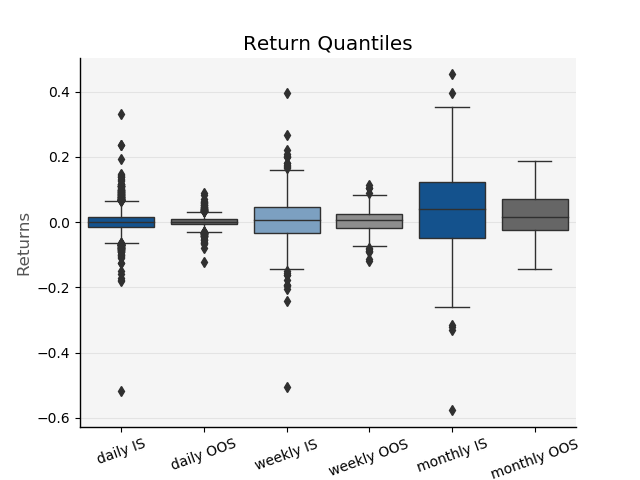 Return Quantiles
Returns
0.4
0.2
0.0
−0.2
−0.4
−0.6
daily IS
daily OOS
weekly IS
weekly OOS
monthly IS
monthly OOS